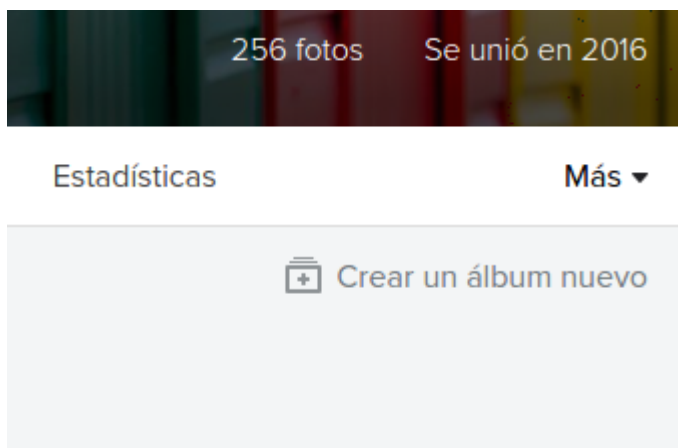 256 fotos Se unió en 2016
Estadísticas Más
Crear un álbum nuevo